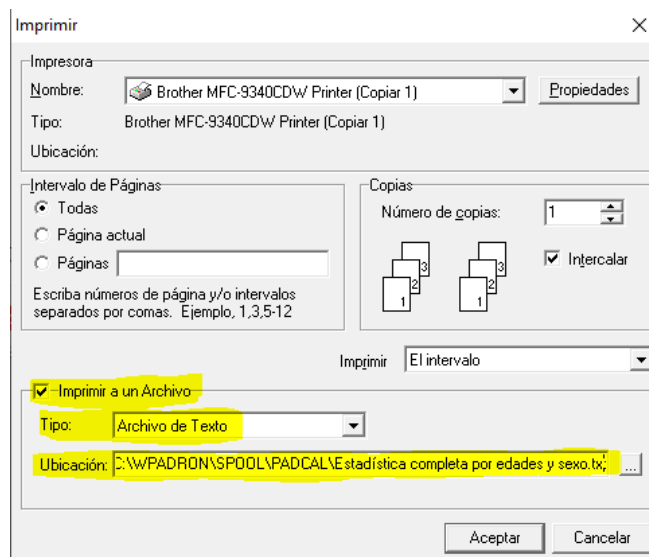 Imprimir
Impresora
Nombre: Brother MFC-9340CDW Printer (Copiar 1) Propiedades
Tipo: Brother MFC-9340CDW Printer (Copiar 1)
Ubicación:
Intervalo de Páginas
Todas
Página actual
Páginas
Escriba números de página y/o intervalos
separados por comas. Ejemplo, 1,3,5-12
Copias
Número de copias: 1
1 2 3 1 2 3
Intercalar
Imprimir El intervalo
Imprimir a un Archivo
Tipo: Archivo de Texto
Ubicación: C:\WPADRON\SPOOL\PADCAL\Estadística completa por edades y sexo.tx ...
Aceptar Cancelar